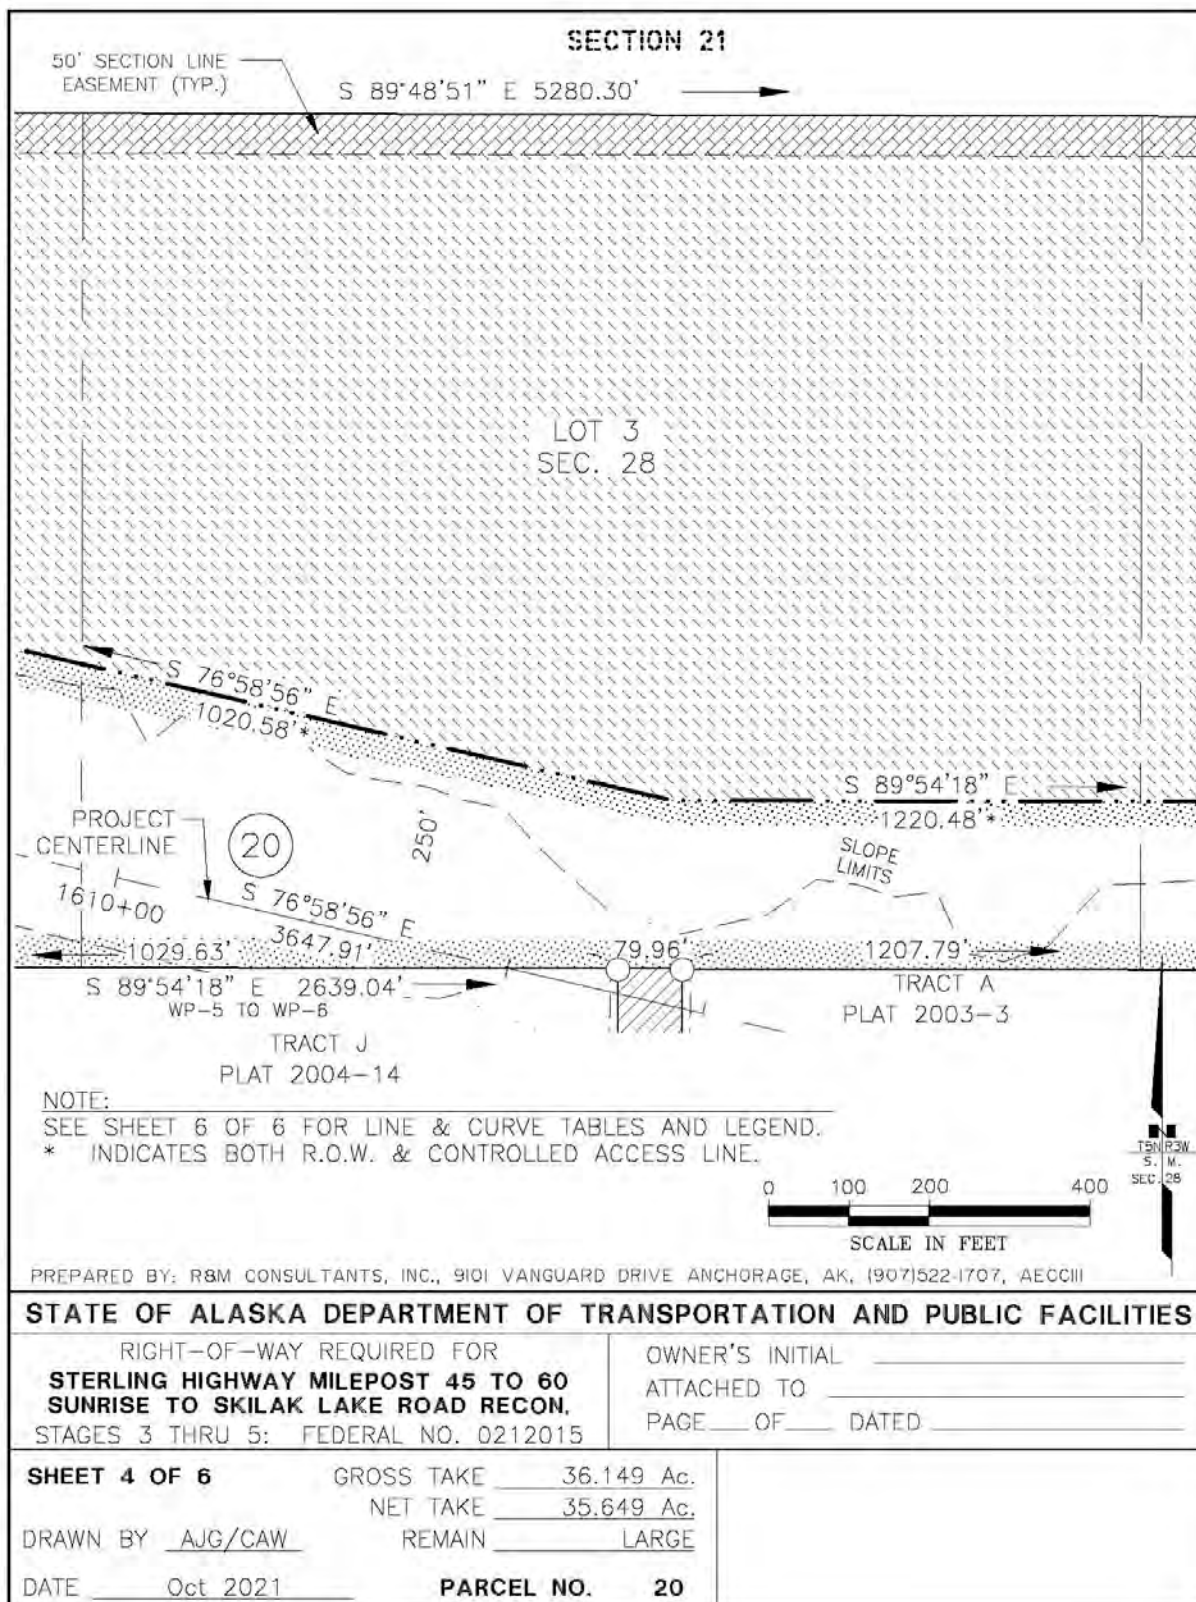 SECTION 21
50' SECTION LINE
EASEMENT (TYP.)
S 89°48'51" E 5280.30'
LOT 3
SEC. 28
S 76°58'56" E
1020.58'*
S 89°54'18" E
1220.48'*
PROJECT
CENTERLINE
20
250'
SLOPE
LIMITS
1610+00
S 76°58'56" E
3647.91'
1029.63'
79.96'
1207.79'
S 89°54'18" E 2639.04'
WP-5 TO WP-6
TRACT A
PLAT 2003-3
TRACT J
PLAT 2004-14
NOTE:
SEE SHEET 6 OF 6 FOR LINE & CURVE TABLES AND LEGEND.
* INDICATES BOTH R.O.W. & CONTROLLED ACCESS LINE.
N
T5N R3W
S. M.
SEC. 28
0 100 200 400
SCALE IN FEET
PREPARED BY: R&M CONSULTANTS, INC., 9101 VANGUARD DRIVE ANCHORAGE, AK, (907)522-1707, AECC111
STATE OF ALASKA DEPARTMENT OF TRANSPORTATION AND PUBLIC FACILITIES
RIGHT-OF-WAY REQUIRED FOR
STERLING HIGHWAY MILEPOST 45 TO 60
SUNRISE TO SKILAK LAKE ROAD RECON.
STAGES 3 THRU 5: FEDERAL NO. 0212015
OWNER'S INITIAL
ATTACHED TO
PAGE OF DATED
SHEET 4 OF 6
GROSS TAKE 36.149 Ac.
NET TAKE 35.649 Ac.
DRAWN BY AJG/CAW
REMAIN LARGE
DATE Oct 2021
PARCEL NO. 20